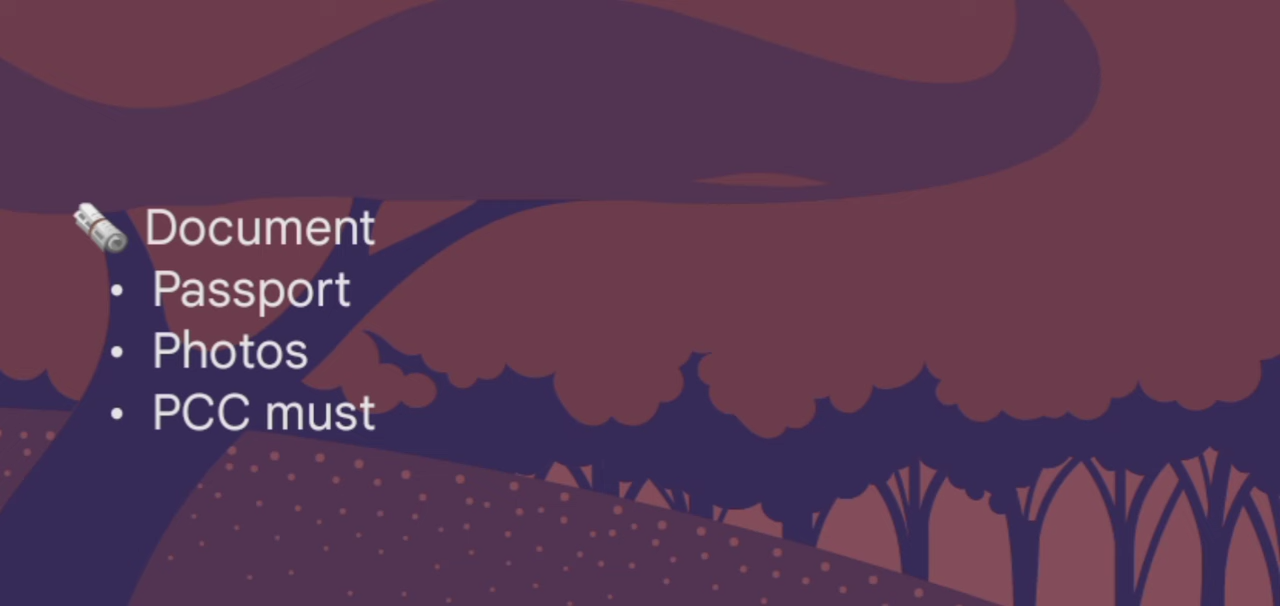 🗞️ Document
• Passport
• Photos
• PCC must